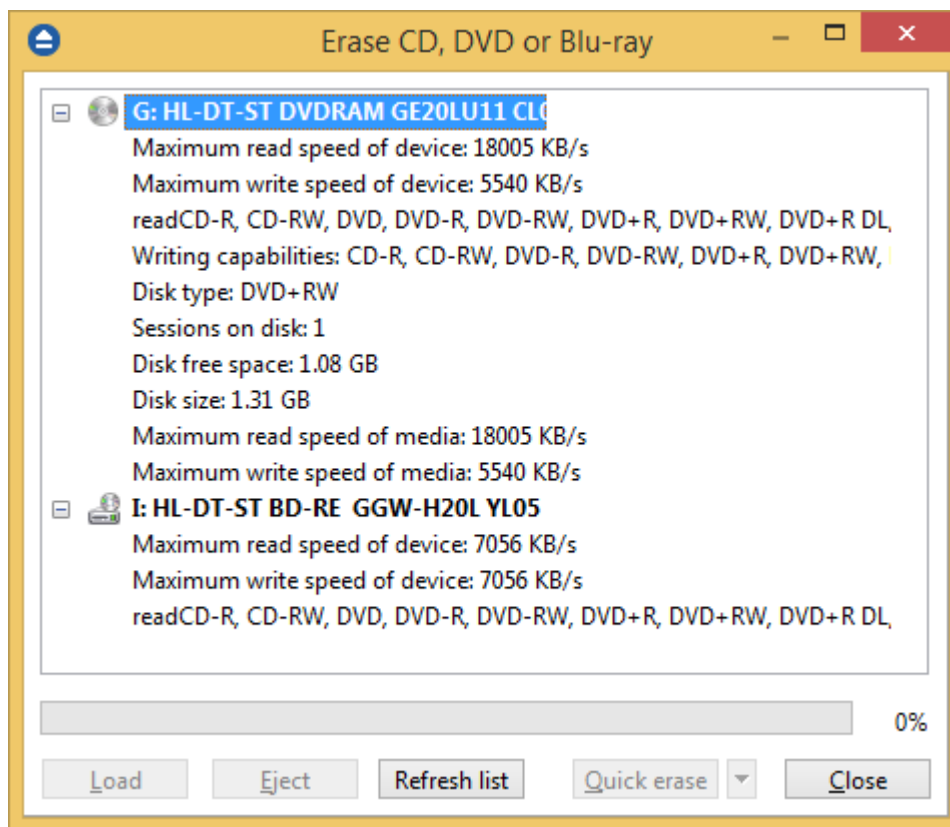 Erase CD, DVD or Blu-ray
G: HL-DT-ST DVDRAM GE20LU11
Maximum read speed of device: 18005 KB/s
Maximum write speed of device: 5540 KB/s
readCD-R, CD-RW, DVD, DVD-R, DVD-RW, DVD+R, DVD+RW, DVD+R DL,
Writing capabilities: CD-R, CD-RW, DVD-R, DVD-RW, DVD+R, DVD+RW,
Disk type: DVD+RW
Sessions on disk: 1
Disk free space: 1.08 GB
Disk size: 1.31 GB
Maximum read speed of media: 18005 KB/s
Maximum write speed of media: 5540 KB/s
I: HL-DT-ST BD-RE  GGW-H20L YL05
Maximum read speed of device: 7056 KB/s
Maximum write speed of device: 7056 KB/s
readCD-R, CD-RW, DVD, DVD-R, DVD-RW, DVD+R, DVD+RW, DVD+R DL,
0%
Load Eject Refresh list Quick erase Close